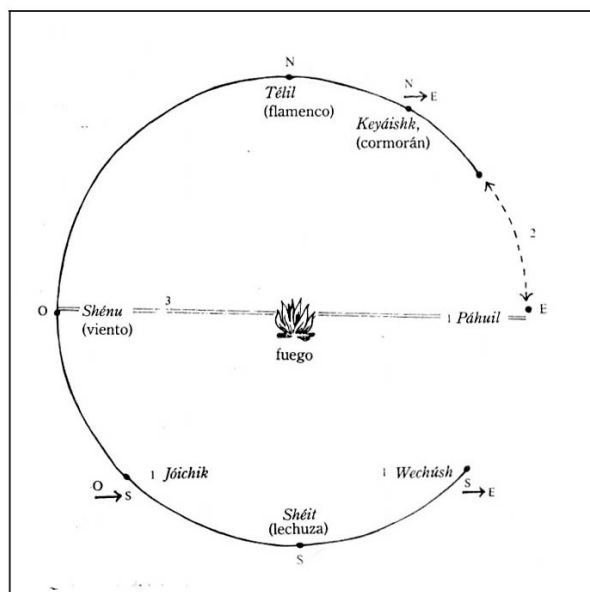 N
Télil
(flamenco)
N → E
Keyáishk,
(cormorán)
2
O Shénu
(viento)
3
fuego
1 Páhuil E
1 Jóichik
O → S
1 Wechúsh
S → E
Shéit
(lechuza)
S